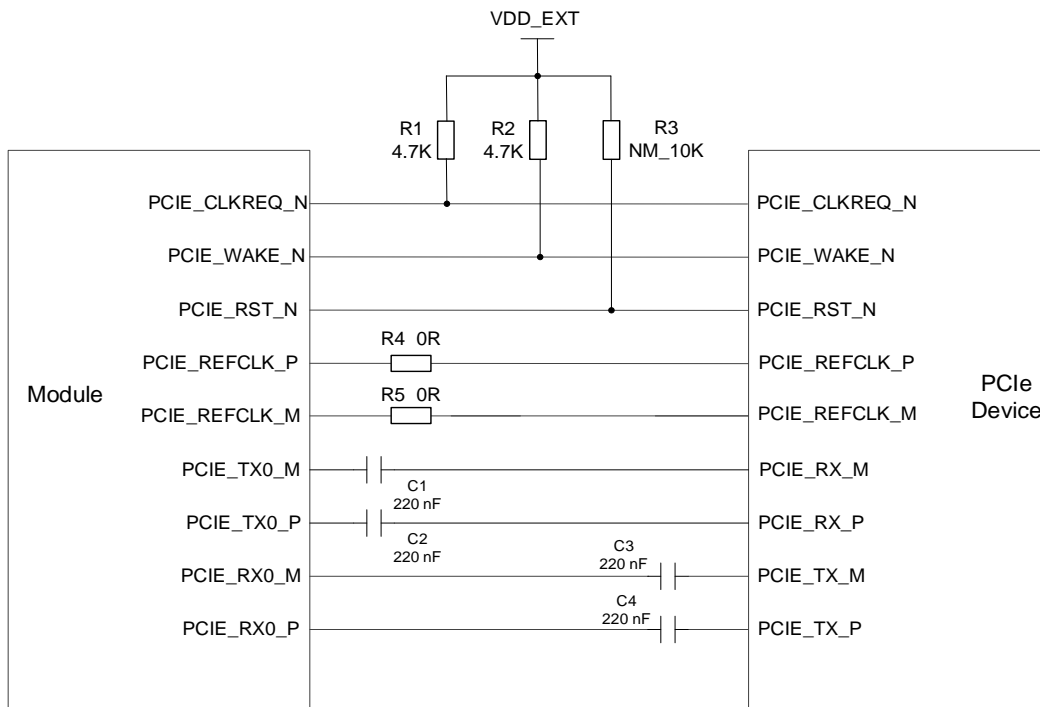 VDD_EXT
R1
4.7K
R2
4.7K
R3
NM_10K
PCIE_CLKREQ_N
PCIE_CLKREQ_N
PCIE_WAKE_N
PCIE_WAKE_N
PCIE_RST_N
PCIE_RST_N
R4 0R
PCIE_REFCLK_P
PCIE_REFCLK_P
Module
R5 0R
PCIE_REFCLK_M
PCIE_REFCLK_M
PCIe
Device
PCIE_TX0_M
PCIE_RX_M
C1
220 nF
PCIE_TX0_P
PCIE_RX_P
C2
220 nF
C3
220 nF
PCIE_RX0_M
PCIE_TX_M
C4
220 nF
PCIE_RX0_P
PCIE_TX_P